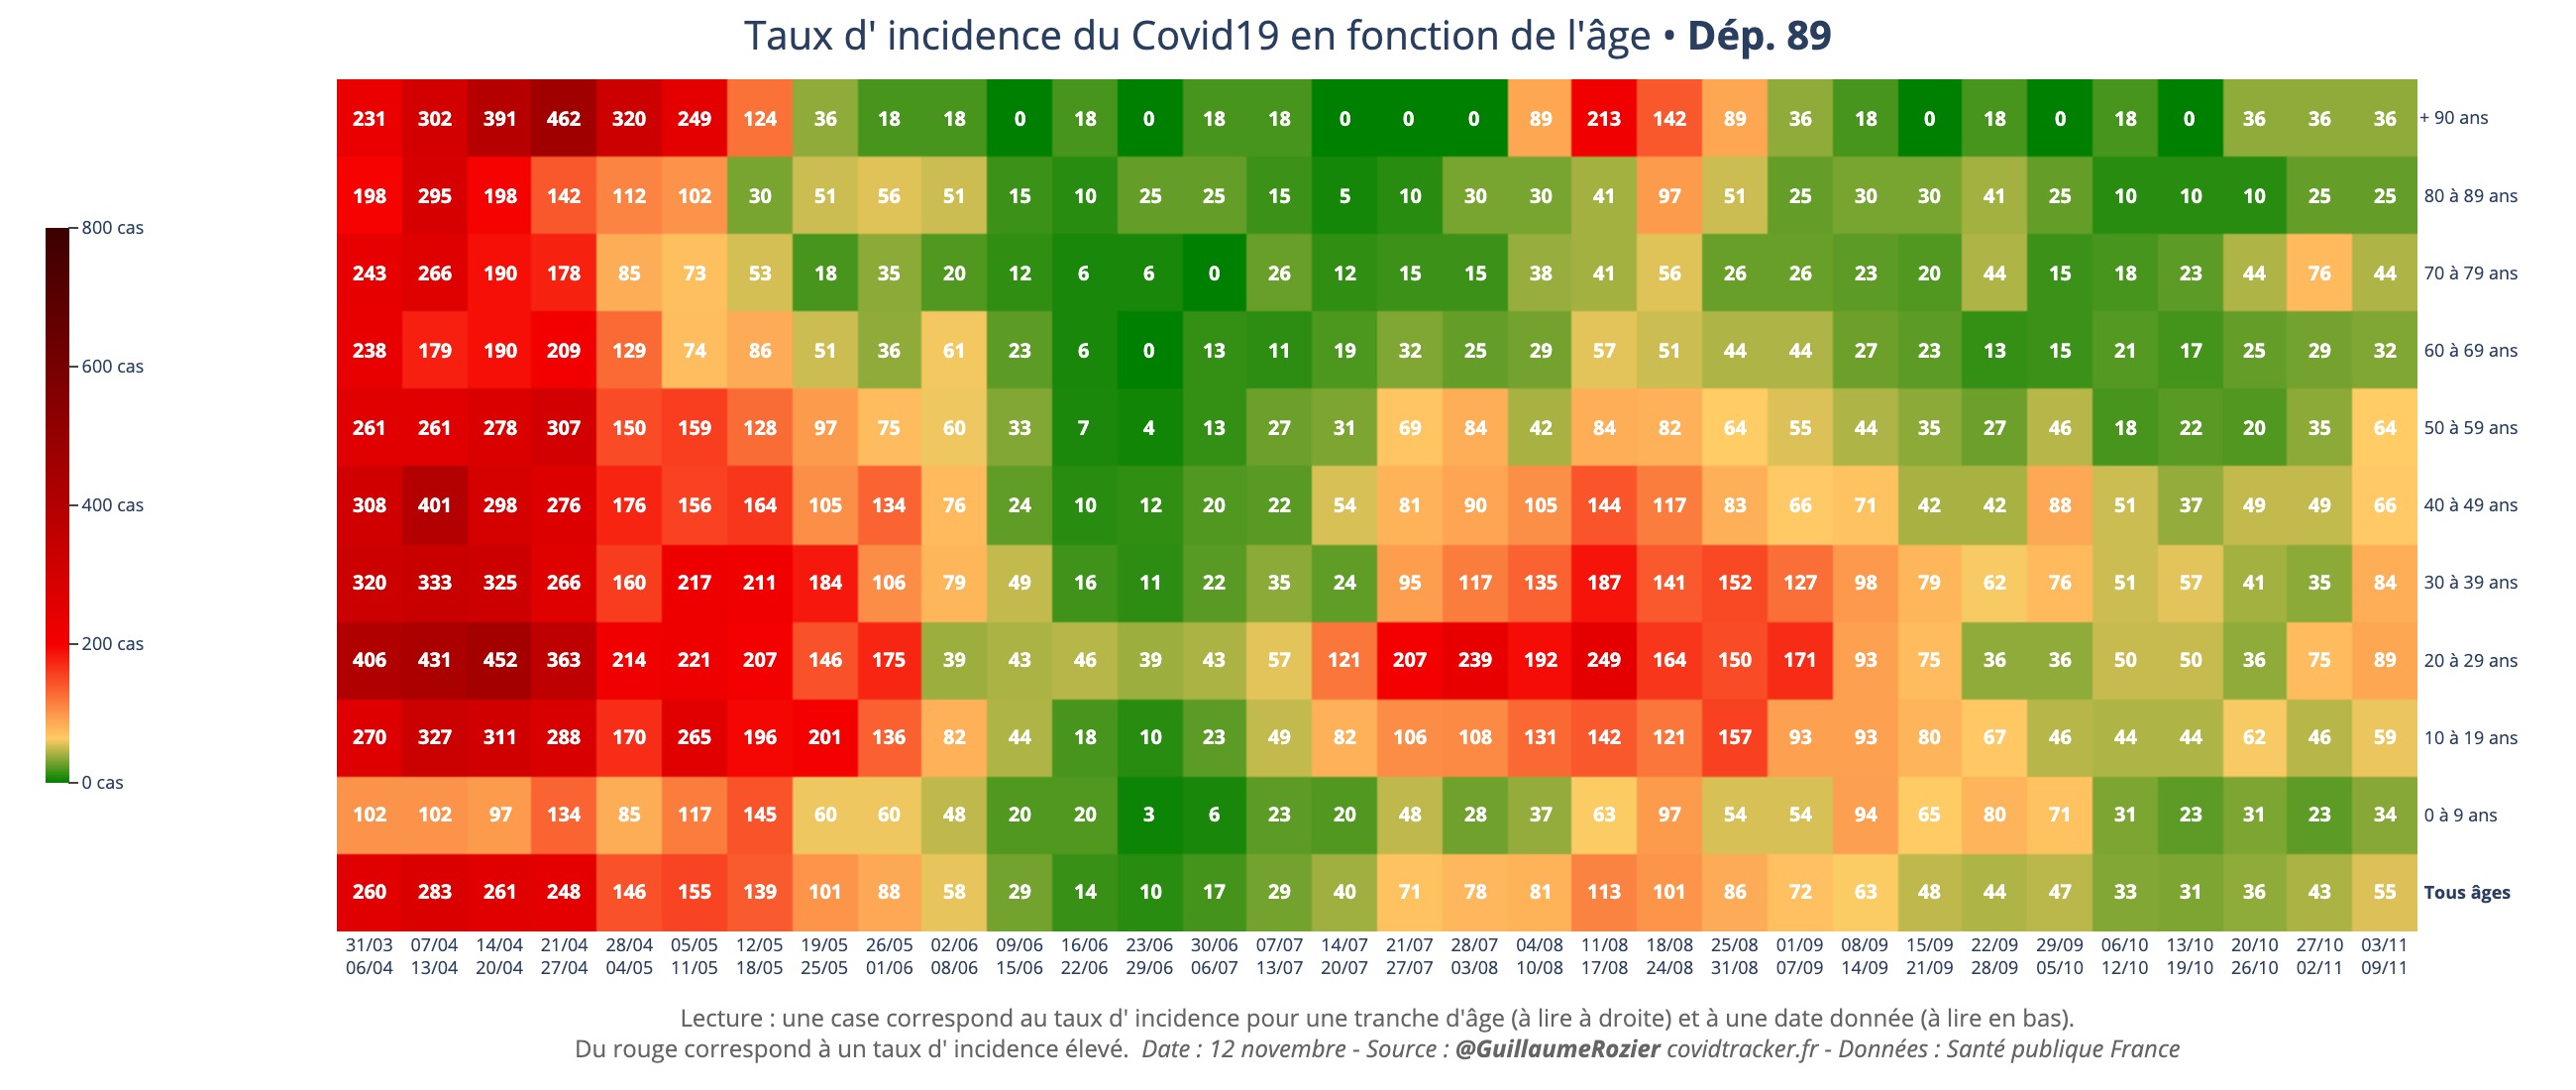 Taux d' incidence du Covid19 en fonction de l'âge • Dép. 89
800 cas
600 cas
400 cas
200 cas
0 cas
231 302 391 462 320 249 124 36 18 18 0 18 0 18 18 0 0 0 89 213 142 89 36 18 0 18 0 18 0 36 36 36 + 90 ans
198 295 198 142 112 102 30 51 56 51 15 10 25 25 15 5 10 30 30 41 97 51 25 30 30 41 25 10 10 10 25 25 80 à 89 ans
243 266 190 178 85 73 53 18 35 20 12 6 6 0 26 12 15 15 38 41 56 26 26 23 20 44 15 18 23 44 76 44 70 à 79 ans
238 179 190 209 129 74 86 51 36 61 23 6 0 13 11 19 32 25 29 57 51 44 44 27 23 13 15 21 17 25 29 32 60 à 69 ans
261 261 278 307 150 159 128 97 75 60 33 7 4 13 27 31 69 84 42 84 82 64 55 44 35 27 46 18 22 20 35 64 50 à 59 ans
308 401 298 276 176 156 164 105 134 76 24 10 12 20 22 54 81 90 105 144 117 83 66 71 42 42 88 51 37 49 49 66 40 à 49 ans
320 333 325 266 160 217 211 184 106 79 49 16 11 22 35 24 95 117 135 187 141 152 127 98 79 62 76 51 57 41 35 84 30 à 39 ans
406 431 452 363 214 221 207 146 175 39 43 46 39 43 57 121 207 239 192 249 164 150 171 93 75 36 36 50 50 36 75 89 20 à 29 ans
270 327 311 288 170 265 196 201 136 82 44 18 10 23 49 82 106 108 131 142 121 157 93 93 80 67 46 44 44 62 46 59 10 à 19 ans
102 102 97 134 85 117 145 60 60 48 20 20 3 6 23 20 48 28 37 63 97 54 54 94 65 80 71 31 23 31 23 34 0 à 9 ans
260 283 261 248 146 155 139 101 88 58 29 14 10 17 29 40 71 78 81 113 101 86 72 63 48 44 47 33 31 36 43 55 Tous âges
31/03 07/04 14/04 21/04 28/04 05/05 12/05 19/05 26/05 02/06 09/06 16/06 23/06 30/06 07/07 14/07 21/07 28/07 04/08 11/08 18/08 25/08 01/09 08/09 15/09 22/09 29/09 06/10 13/10 20/10 27/10 03/11
06/04 13/04 20/04 27/04 04/05 11/05 18/05 25/05 01/06 08/06 15/06 22/06 29/06 06/07 13/07 20/07 27/07 03/08 10/08 17/08 24/08 31/08 07/09 14/09 21/09 28/09 05/10 12/10 19/10 26/10 02/11 09/11
Lecture : une case correspond au taux d' incidence pour une tranche d'âge (à lire à droite) et à une date donnée (à lire en bas).
Du rouge correspond à un taux d' incidence élevé. Date : 12 novembre - Source : @GuillaumeRozier covidtracker.fr - Données : Santé publique France